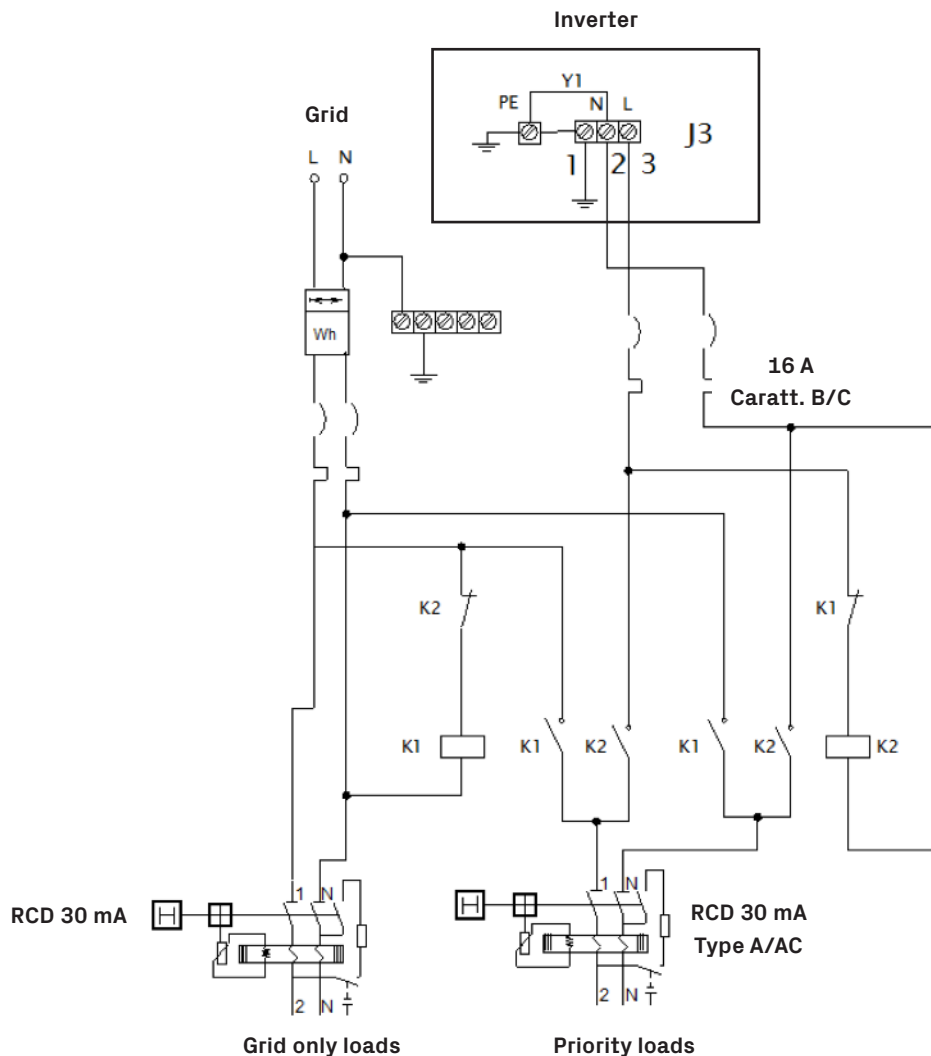 Inverter
Y1
PE N L
J3
1 2 3
Grid
L N
Wh
16 A
Caratt. B/C
K2
K1
K1 K1 K2 K1 K2 K2
1 N
1 N
RCD 30 mA
H
H
RCD 30 mA
Type A/AC
2 N
2 N
Grid only loads
Priority loads